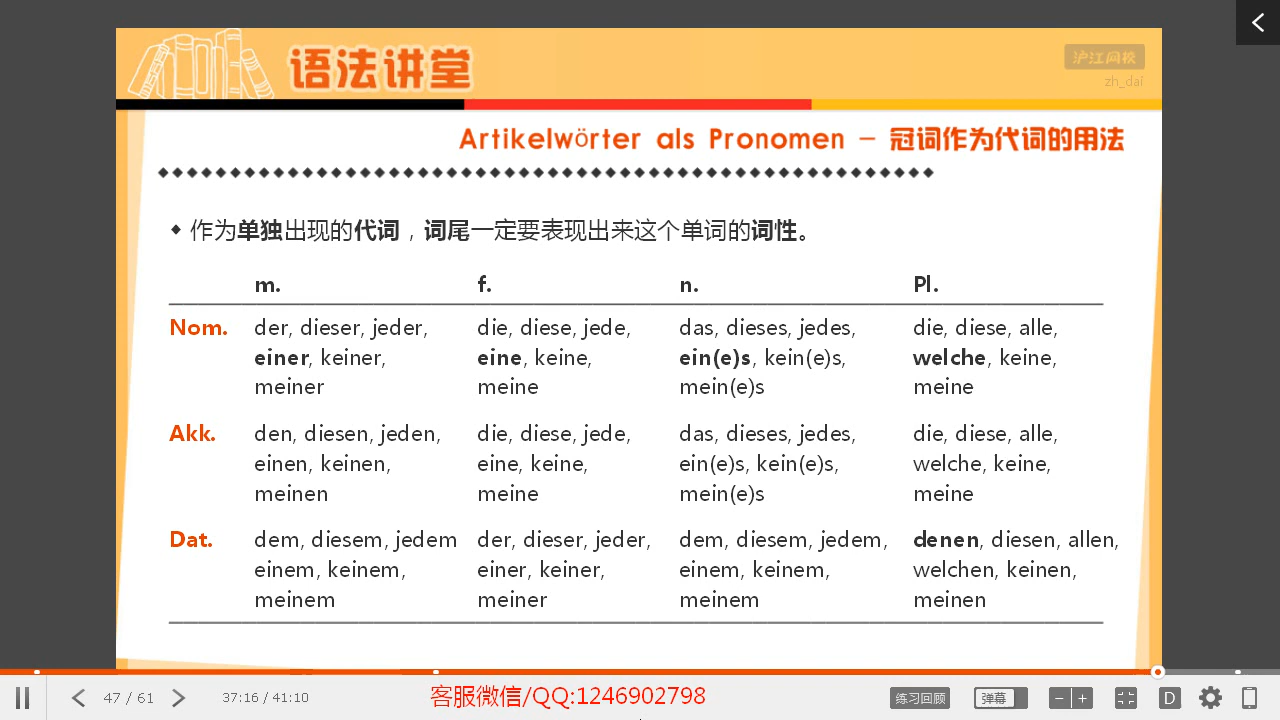 语法讲堂
沪江网校
zh_dai
Artikelwörter als Pronomen – 冠词作为代词的用法
作为单独出现的代词，词尾一定要表现出来这个单词的词性。
m. f. n. Pl.
Nom. der, dieser, jeder, die, diese, jede, das, dieses, jedes, die, diese, alle,
einer, keiner, eine, keine, ein(e)s, kein(e)s, welche, keine,
meiner meine mein(e)s meine
Akk. den, diesen, jeden, die, diese, jede, das, dieses, jedes, die, diese, alle,
einen, keinen, eine, keine, ein(e)s, kein(e)s, welche, keine,
meinen meine mein(e)s meine
Dat. dem, diesem, jedem der, dieser, jeder, dem, diesem, jedem, denen, diesen, allen,
einem, keinem, einer, keiner, einem, keinem, welchen, keinen,
meinem meiner meinem meinen
47 / 61 37:16 / 41:10 客服微信/QQ:1246902798 练习回顾 弹幕 − + D